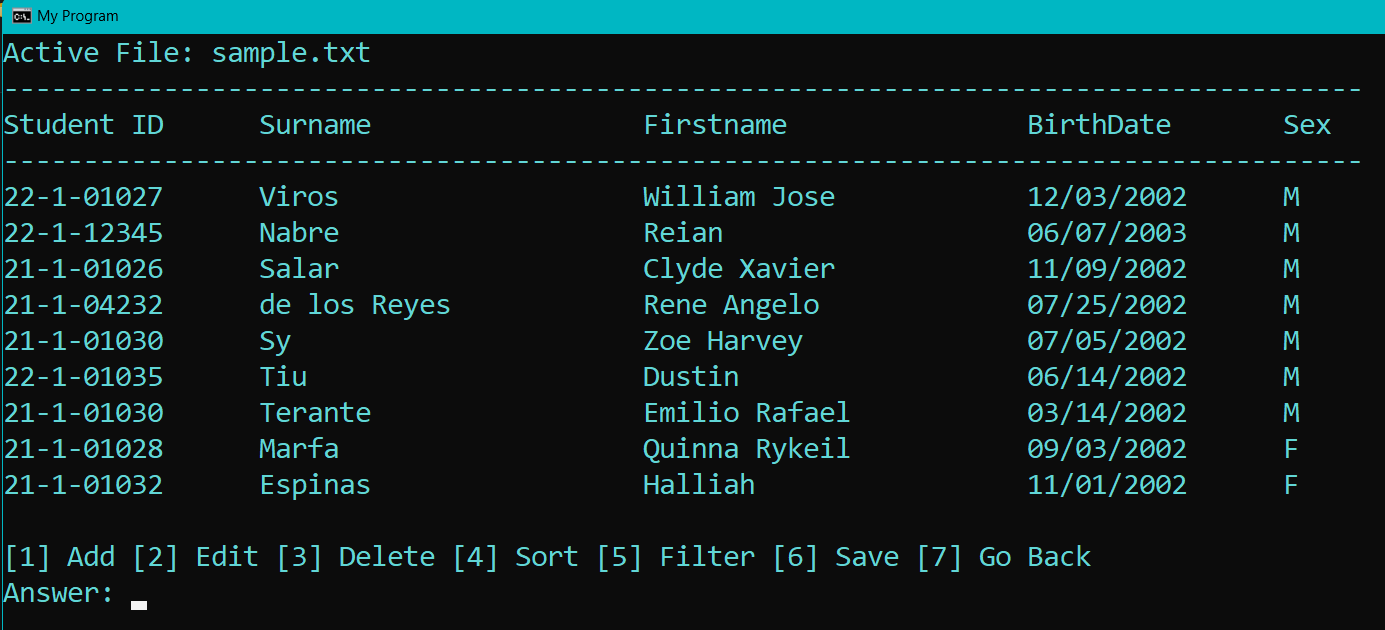 My Program
Active File: sample.txt
-------------------------------------------------------------------------------------
Student ID      Surname                 Firstname               BirthDate       Sex
-------------------------------------------------------------------------------------
22-1-01027      Viros                   William Jose            12/03/2002      M
22-1-12345      Nabre                   Reian                   06/07/2003      M
21-1-01026      Salar                   Clyde Xavier            11/09/2002      M
21-1-04232      de los Reyes            Rene Angelo             07/25/2002      M
21-1-01030      Sy                      Zoe Harvey              07/05/2002      M
22-1-01035      Tiu                     Dustin                  06/14/2002      M
21-1-01030      Terante                 Emilio Rafael           03/14/2002      M
21-1-01028      Marfa                   Quinna Rykeil           09/03/2002      F
21-1-01032      Espinas                 Halliah                 11/01/2002      F
[1] Add [2] Edit [3] Delete [4] Sort [5] Filter [6] Save [7] Go Back
Answer: